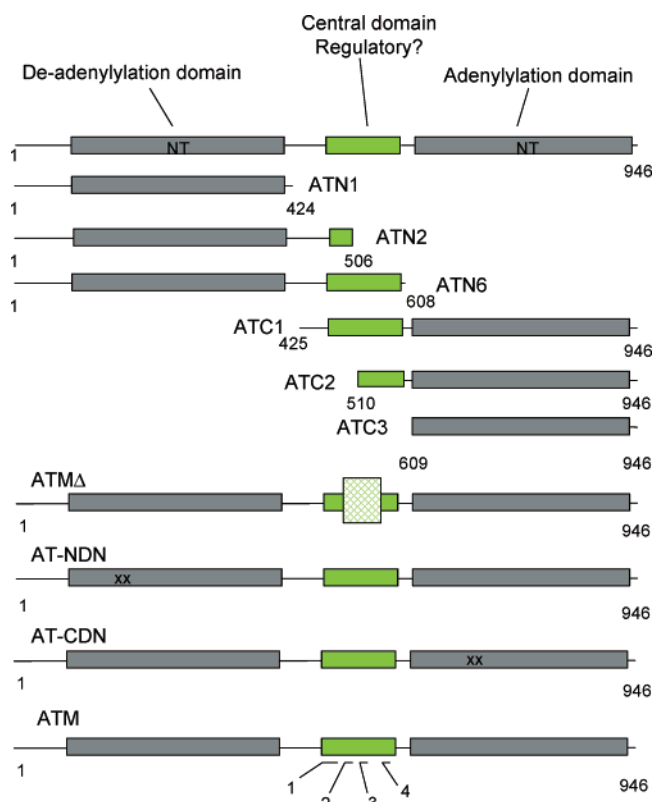 Central domain
Regulatory?
De-adenylylation domain
Adenylylation domain
NT
NT
1
946
ATN1
1
424
ATN2
1
506
ATN6
1
608
ATC1
425
946
ATC2
510
946
ATC3
609
946
ATMΔ
1
946
AT-NDN
xx
1
946
AT-CDN
xx
1
946
ATM
1
946
1
2
3
4